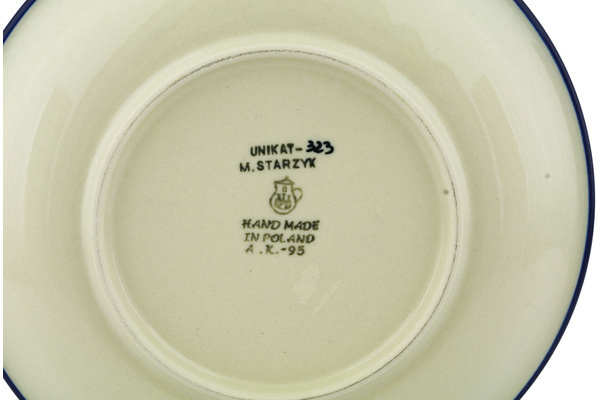 UNIKAT-323
M.STARZYK
HAND MADE
IN POLAND
A.K.-95